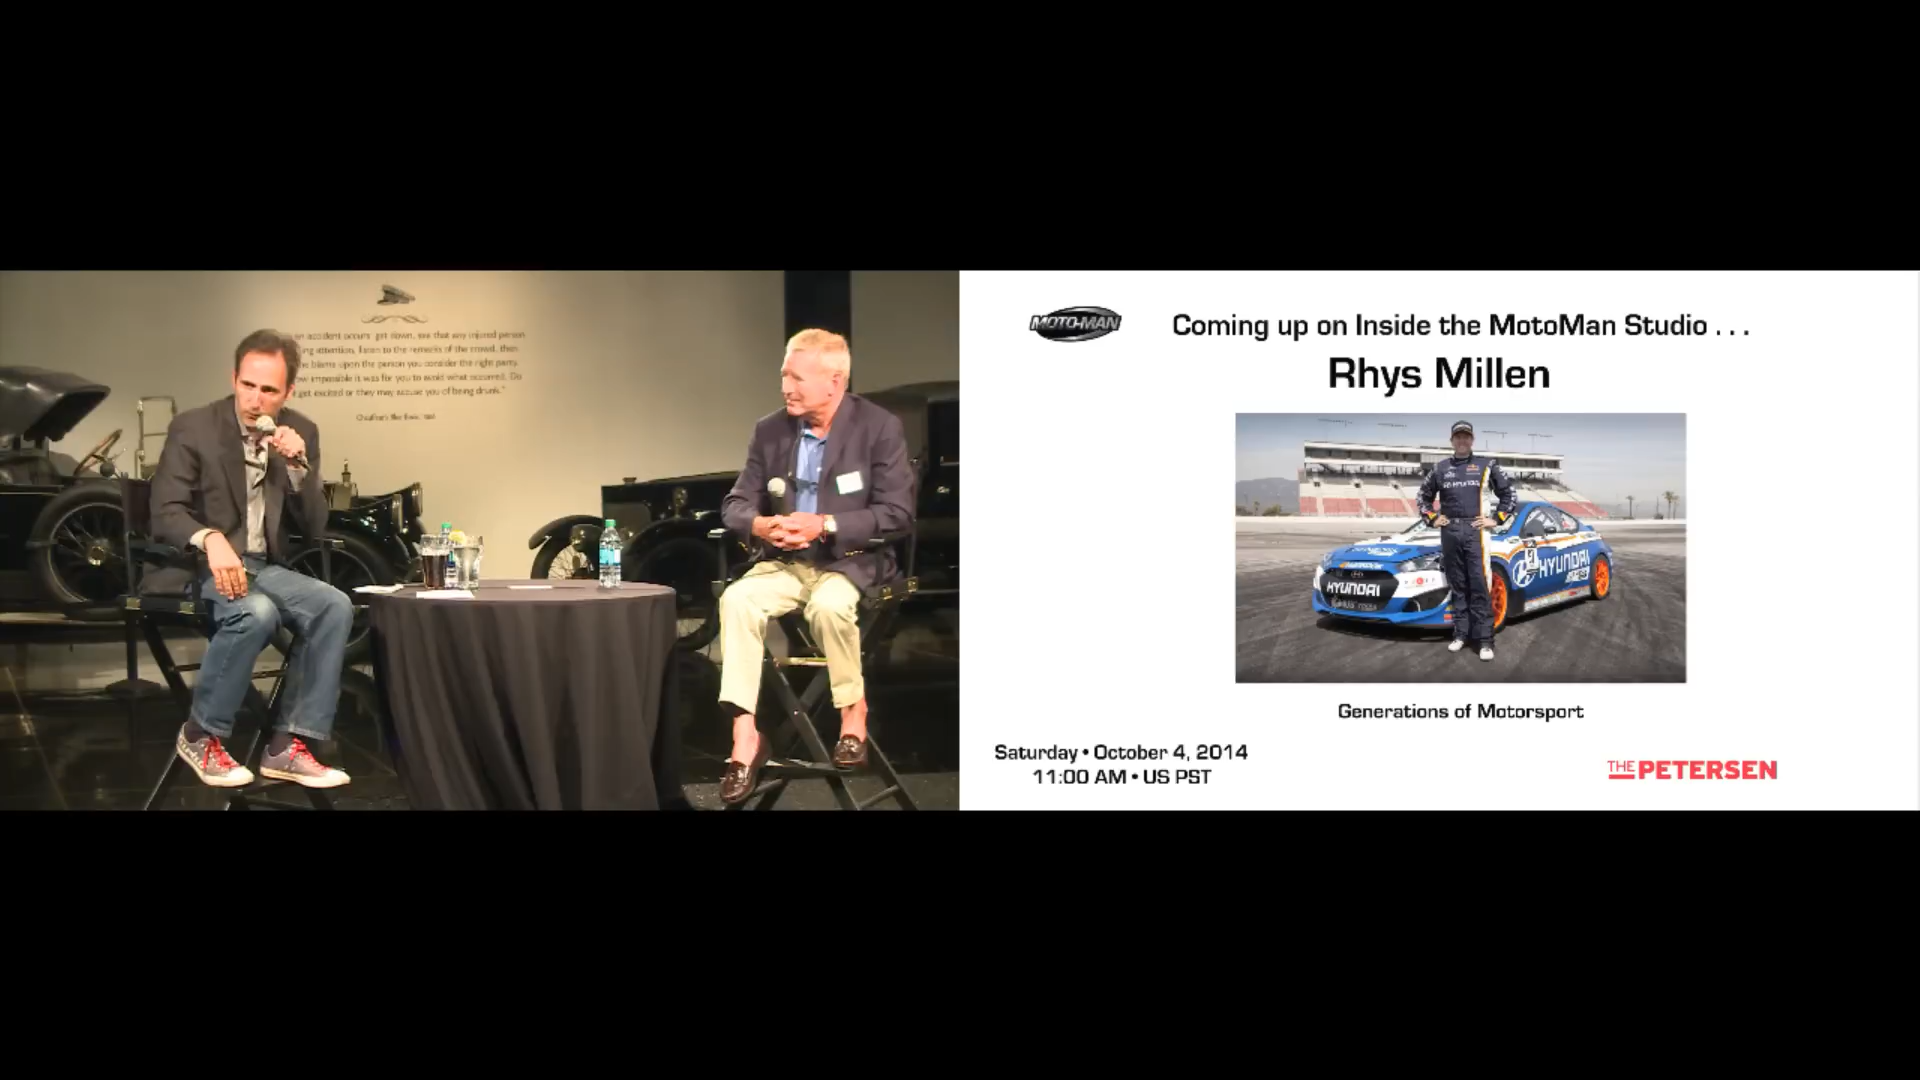 an accident occurs get down, see that any injured person
attention, listen to the remarks of the crowd, then
blame upon the person you consider the right party.
impossible it was for you to avoid what occurred. Do
get excited or they may accuse you of being drunk."
MOTO-MAN
Coming up on Inside the MotoMan Studio . . .
Rhys Millen
HYUNDAI
HYUNDAI
Generations of Motorsport
Saturday • October 4, 2014
11:00 AM • US PST
THE PETERSEN